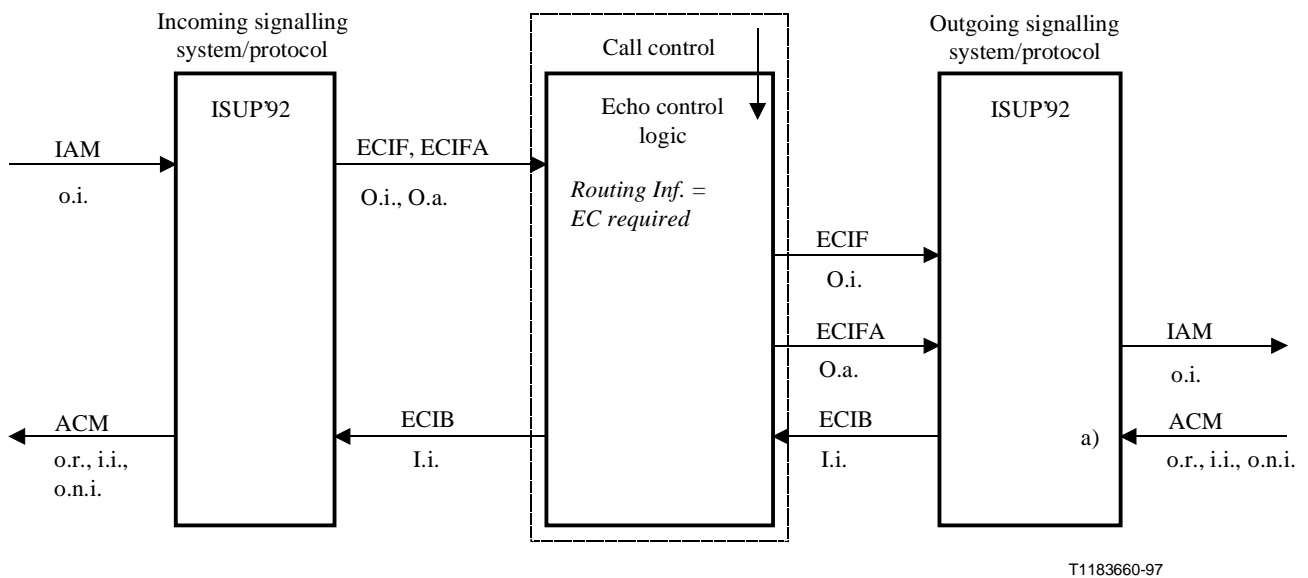 Incoming signalling
system/protocol
Call control
Outgoing signalling
system/protocol
ISUP'92
Echo control
logic
ISUP'92
IAM
o.i.
ECIF, ECIFA
O.i., O.a.
Routing Inf. =
EC required
ECIF
O.i.
ECIFA
O.a.
IAM
o.i.
ACM
o.r., i.i.,
o.n.i.
ECIB
I.i.
ECIB
I.i.
a)
ACM
o.r., i.i., o.n.i.
T1183660-97